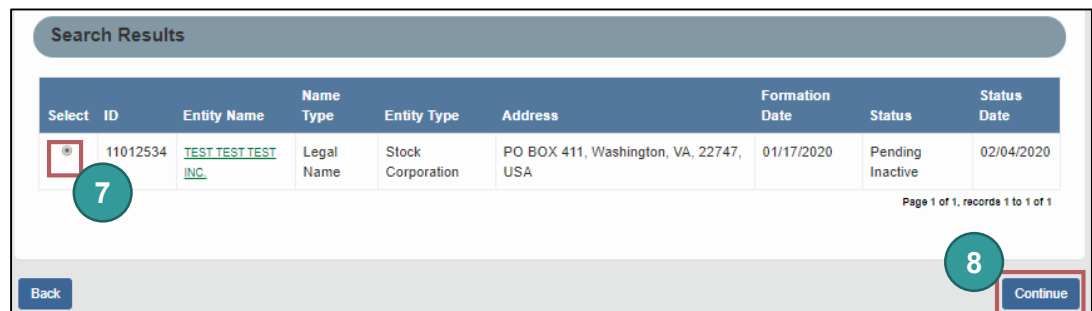 Search Results
Select ID Entity Name Name Type Entity Type Address Formation Date Status Status Date
11012534 TEST TEST TEST INC. Legal Name Stock Corporation PO BOX 411, Washington, VA, 22747, USA 01/17/2020 Pending Inactive 02/04/2020
7
Page 1 of 1, records 1 to 1 of 1
8
Back Continue